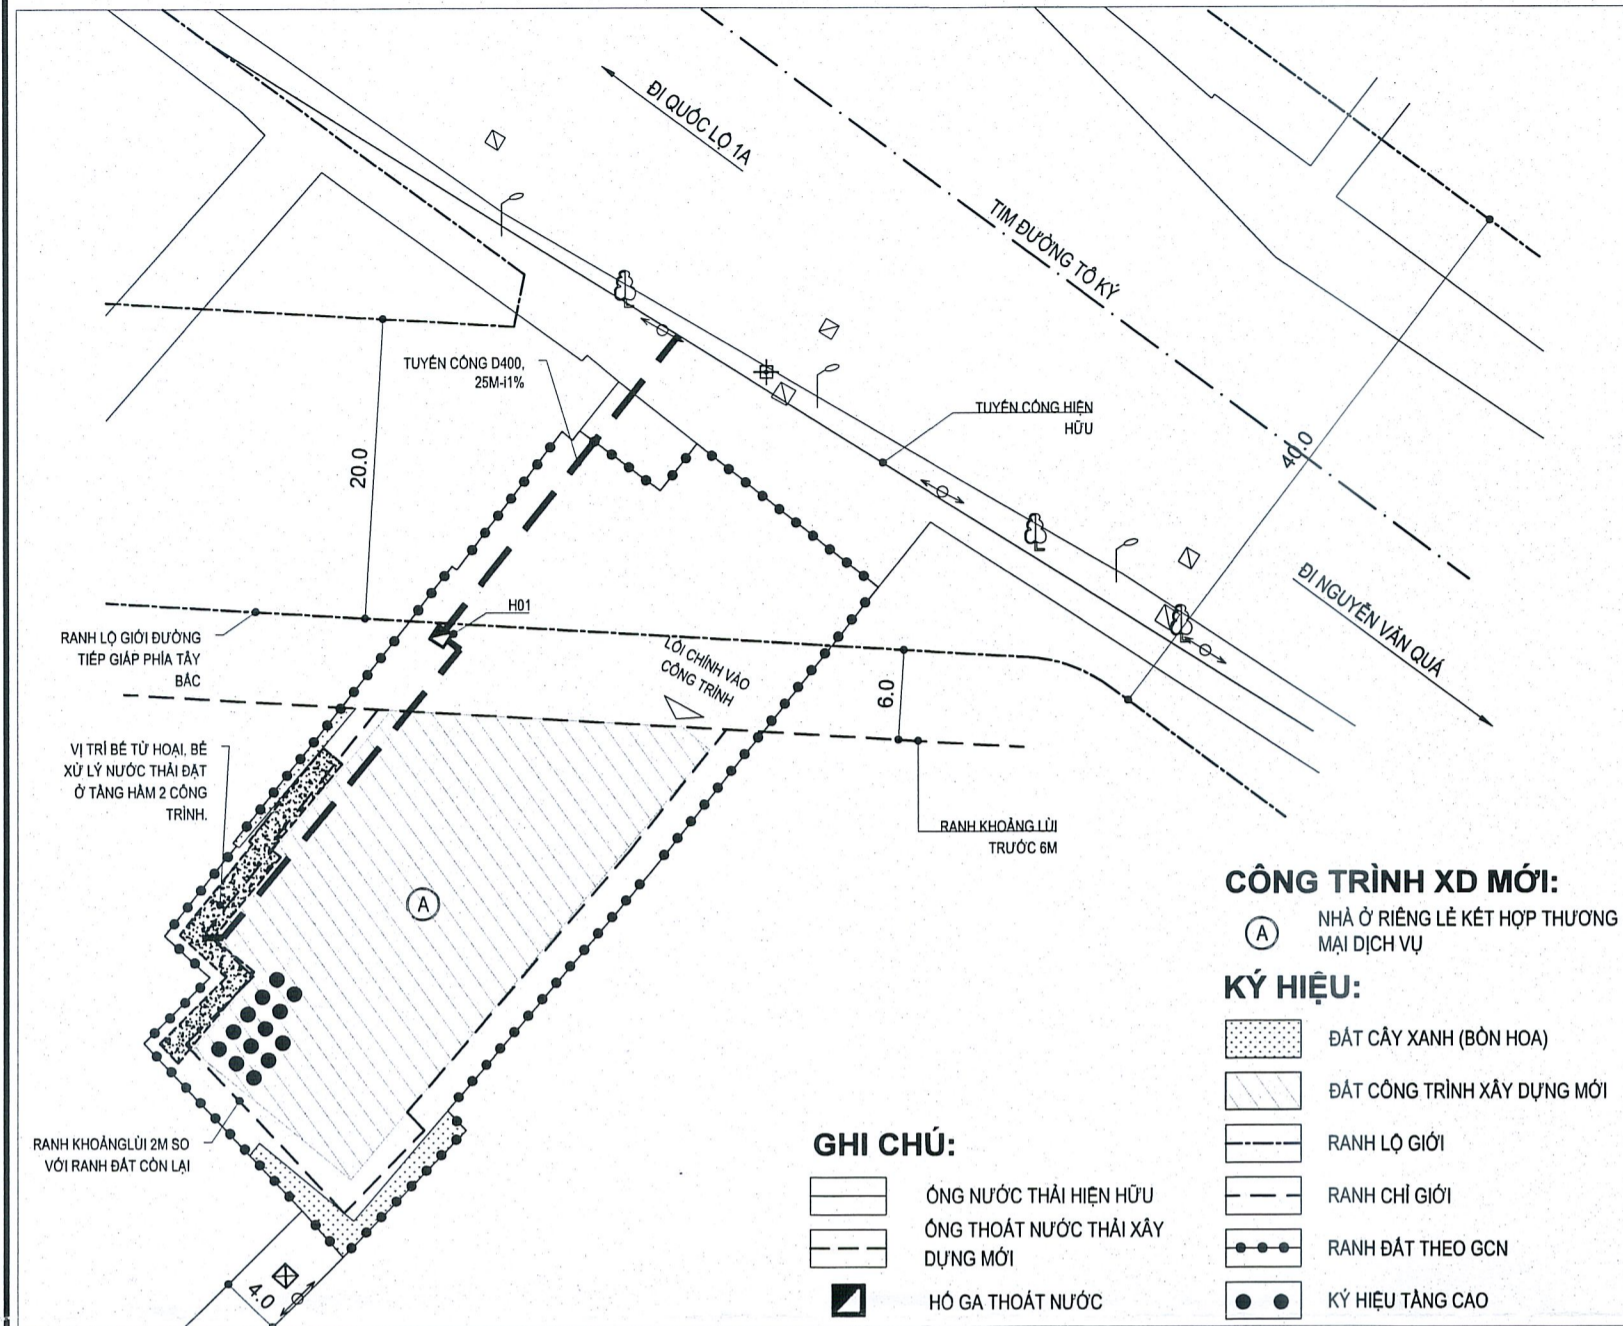 ĐI QUỐC LỘ 1A
TIM ĐƯỜNG TÔ KÝ
TUYẾN CỐNG D400,
25M-i1%
TUYẾN CỐNG HIỆN
HỮU
20.0
40.0
ĐI NGUYỄN VĂN QUÁ
H01
RANH LỘ GIỚI ĐƯỜNG
TIẾP GIÁP PHÍA TÂY
BẮC
LỐI CHÍNH VÀO
CÔNG TRÌNH
6.0
VỊ TRÍ BỂ TỰ HOẠI, BỂ
XỬ LÝ NƯỚC THẢI ĐẶT
Ở TẦNG HẦM 2 CÔNG
TRÌNH.
RANH KHOẢNG LÙI
TRƯỚC 6M
A
RANH KHOẢNGLÙI 2M SO
VỚI RANH ĐẤT CÒN LẠI
4.0
CÔNG TRÌNH XD MỚI:
A
NHÀ Ở RIÊNG LẺ KẾT HỢP THƯƠNG
MẠI DỊCH VỤ
KÝ HIỆU:
ĐẤT CÂY XANH (BỒN HOA)
ĐẤT CÔNG TRÌNH XÂY DỰNG MỚI
RANH LỘ GIỚI
RANH CHỈ GIỚI
RANH ĐẤT THEO GCN
KÝ HIỆU TẦNG CAO
GHI CHÚ:
ỐNG NƯỚC THẢI HIỆN HỮU
ỐNG THOÁT NƯỚC THẢI XÂY
DỰNG MỚI
HỐ GA THOÁT NƯỚC